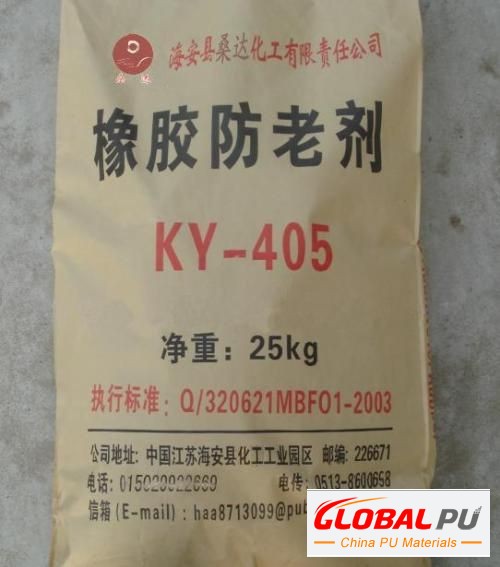 海安县桑达化工有限责任公司
桑达
橡胶防老剂
KY-405
净重：25kg
执行标准：Q/320621MBF01-2003
公司地址：中国江苏海安县化工工业园区 邮编：226671
电话： 电传：0513-8600658
信箱（E-mail）：haa8713099@pub
GLOBAL PU
China PU Materials